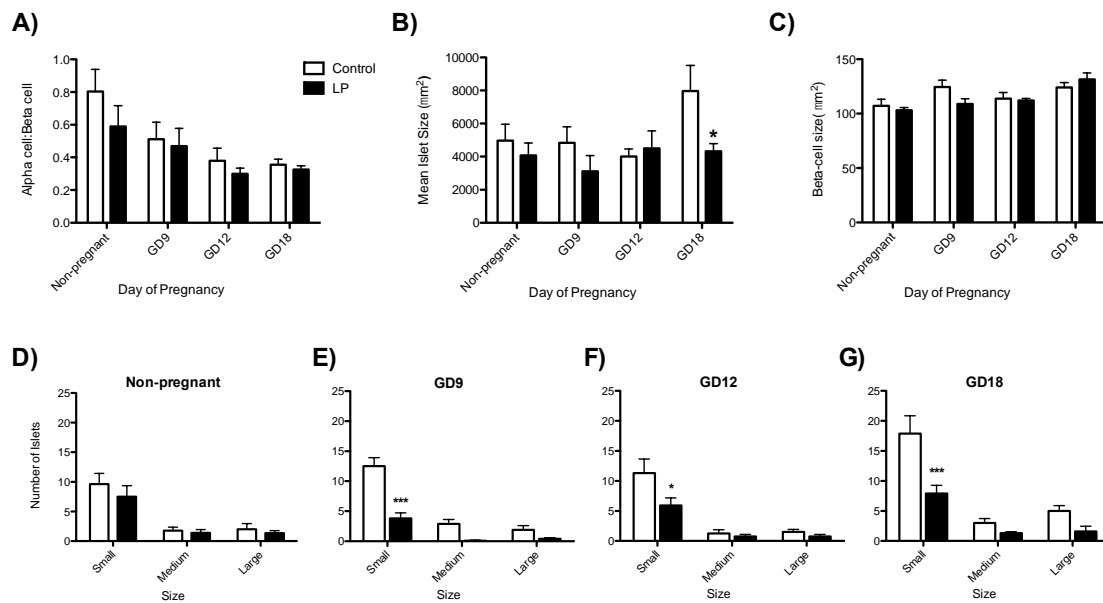 A)
Alpha cell:Beta cell
1.0
0.8
0.6
0.4
0.2
0.0
Non-pregnant
GD9
GD12
GD18
Day of Pregnancy
Control
LP
B)
Mean Islet Size (mm²)
10000
8000
6000
4000
2000
0
*
Non-pregnant
GD9
GD12
GD18
Day of Pregnancy
C)
Beta-cell size( mm²)
150
100
50
0
Non-pregnant
GD9
GD12
GD18
Day of Pregnancy
D)
Non-pregnant
Number of Islets
25
20
15
10
5
0
Small
Medium
Large
Size
E)
GD9
25
20
15
10
5
0
***
Small
Medium
Large
Size
F)
GD12
25
20
15
10
5
0
*
Small
Medium
Large
Size
G)
GD18
25
20
15
10
5
0
***
Small
Medium
Large
Size